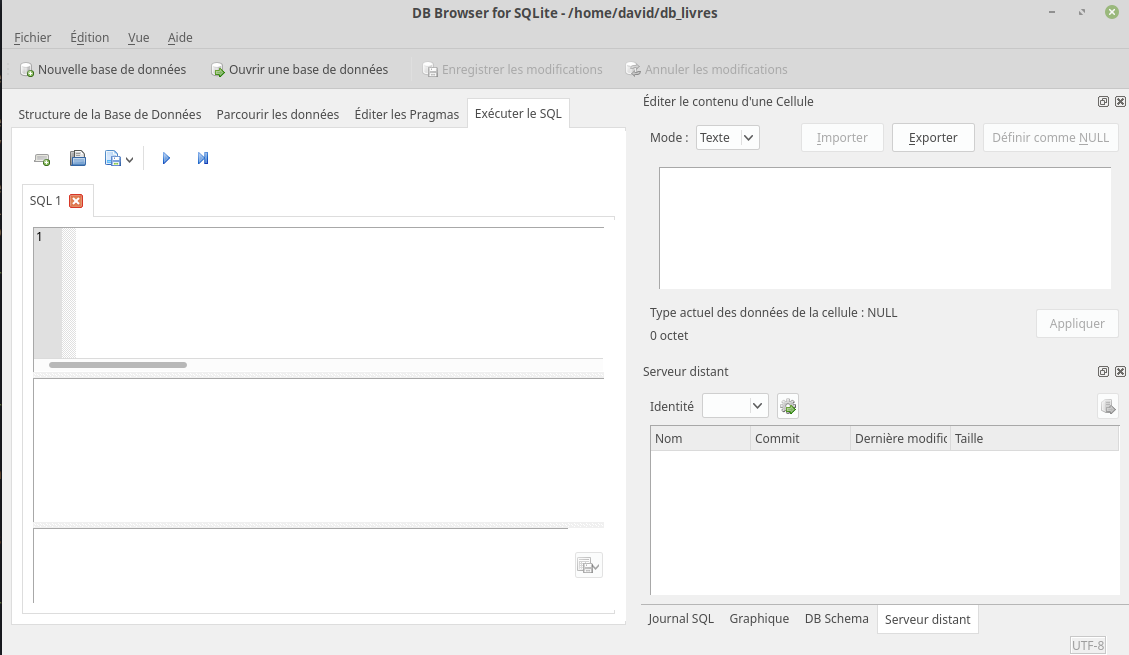 DB Browser for SQLite - /home/david/db_livres
Fichier Édition Vue Aide
Nouvelle base de données Ouvrir une base de données Enregistrer les modifications Annuler les modifications
Structure de la Base de Données Parcourir les données Éditer les Pragmas Exécuter le SQL
SQL 1
1
Éditer le contenu d'une Cellule
Mode : Texte Importer Exporter Définir comme NULL
Type actuel des données de la cellule : NULL
0 octet
Appliquer
Serveur distant
Identité
Nom Commit Dernière modific Taille
Journal SQL Graphique DB Schema Serveur distant
UTF-8